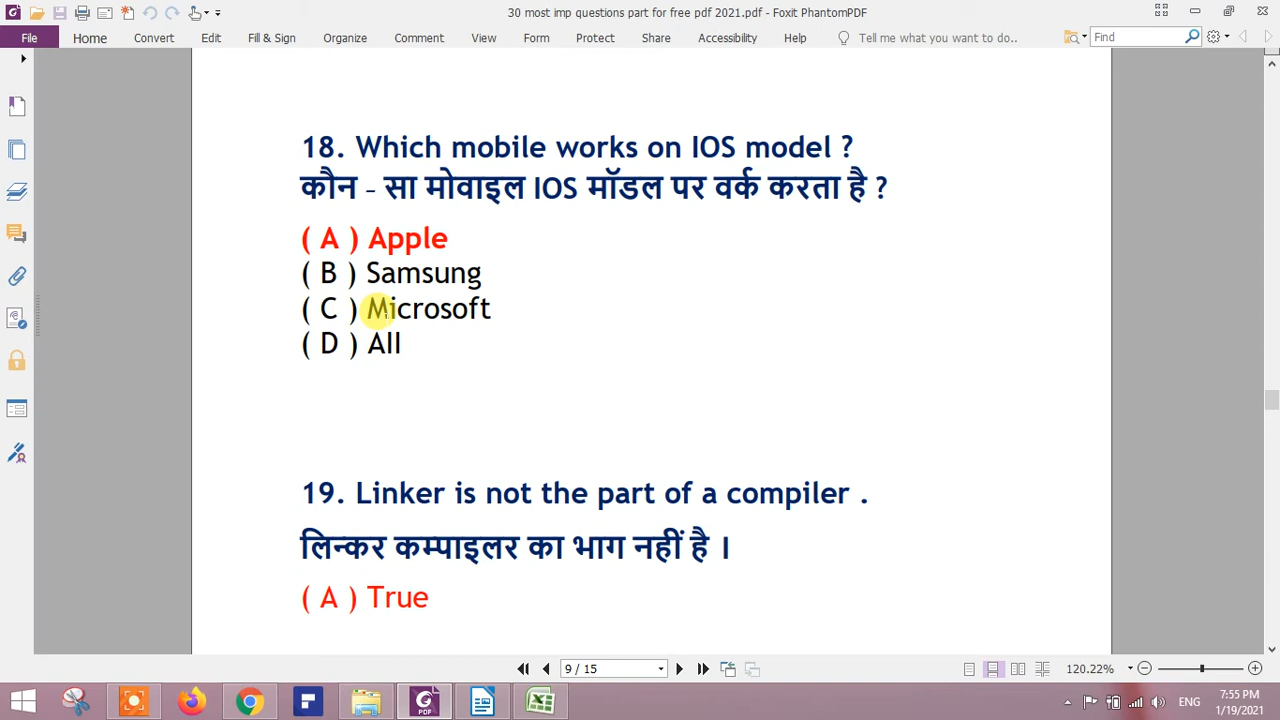 30 most imp questions part for free pdf 2021.pdf - Foxit PhantomPDF
File Home Convert Edit Fill & Sign Organize Comment View Form Protect Share Accessibility Help Tell me what you want to do.. Find
18. Which mobile works on IOS model ?
कौन – सा मोवाइल IOS मॉडल पर वर्क करता है ?
( A ) Apple
( B ) Samsung
( C ) Microsoft
( D ) All
19. Linker is not the part of a compiler .
लिन्कर कम्पाइलर का भाग नहीं है ।
( A ) True
9 / 15
120.22%
PDF
ENG
7:55 PM
1/19/2021